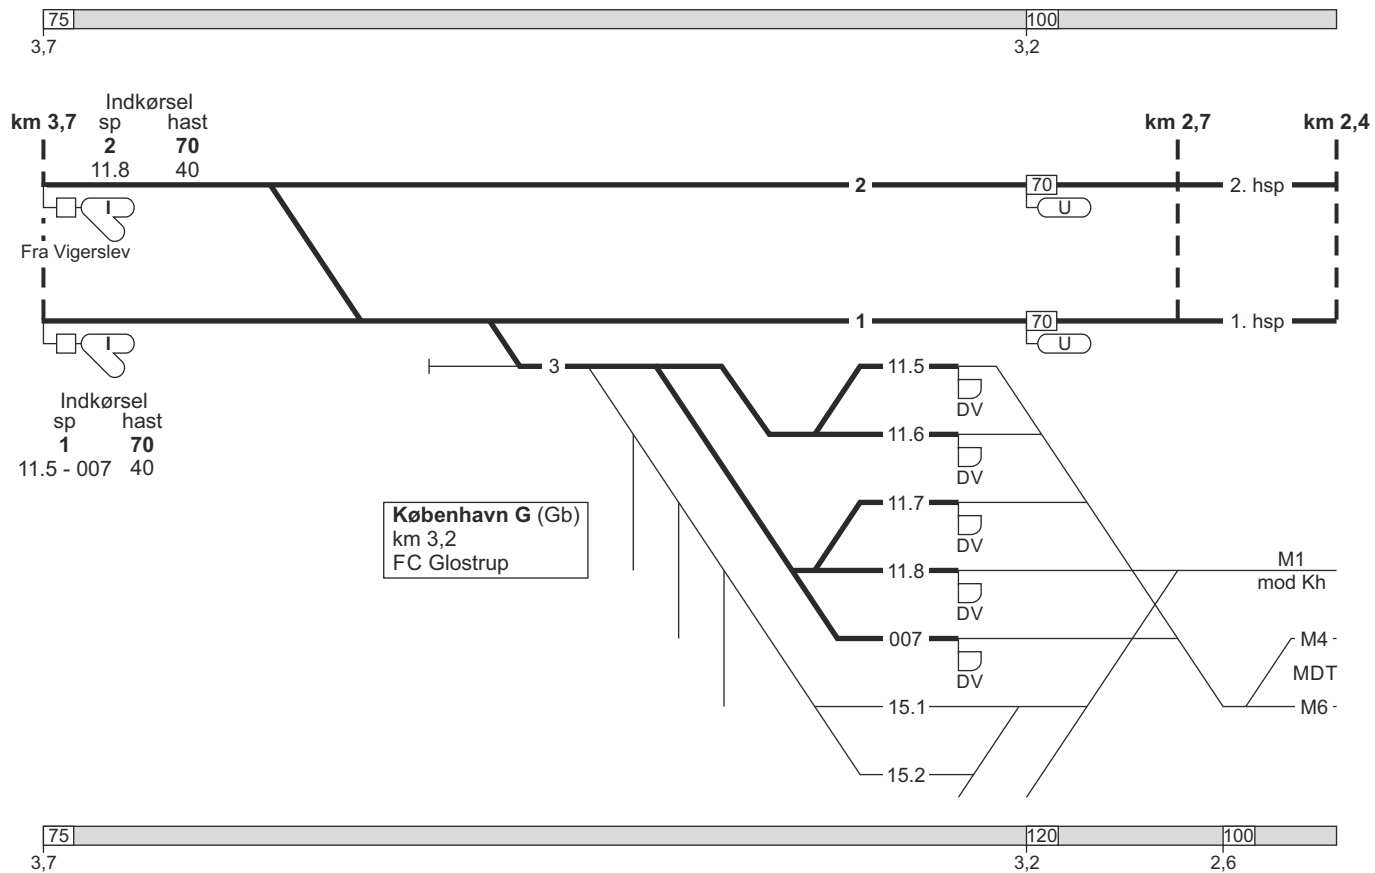 75
100
3,7
3,2
Indkørsel
km 3,7 sp hast
km 2,7
km 2,4
2 70
11.8 40
2
70
2. hsp
I
U
Fra Vigerslev
1
70
1. hsp
I
U
3
11.5
DV
Indkørsel
sp hast
1 70
11.5 - 007 40
11.6
DV
11.7
DV
København G (Gb)
km 3,2
FC Glostrup
11.8
DV
M1
mod Kh
007
DV
M4
MDT
M6
15.1
15.2
75
120
100
3,7
3,2
2,6